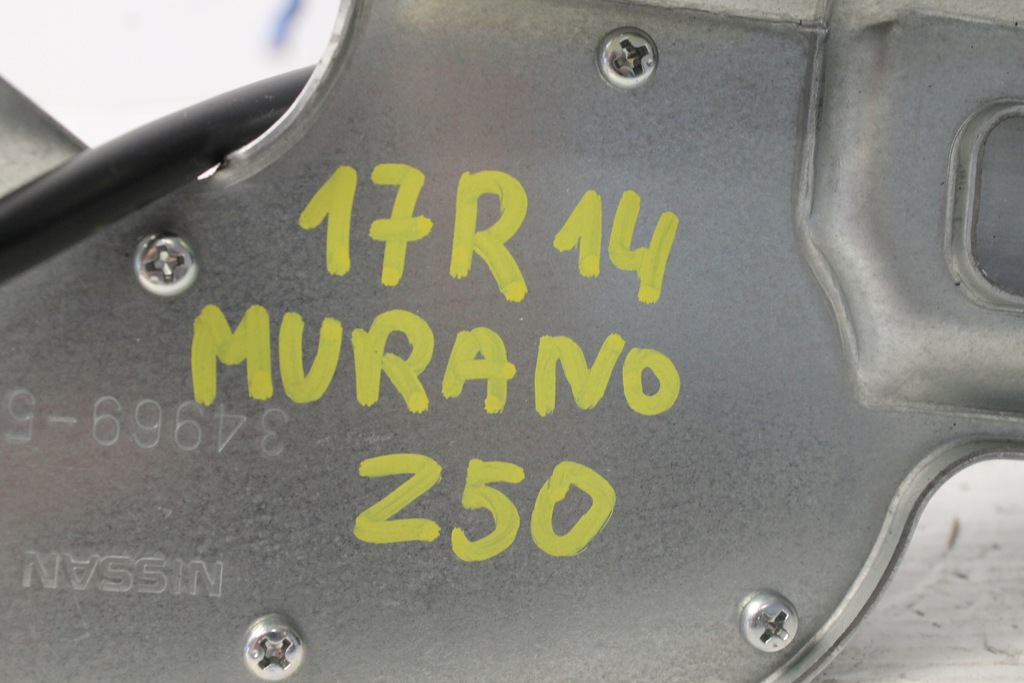 17R14
MURANO
34969-5
Z50
NISSAN